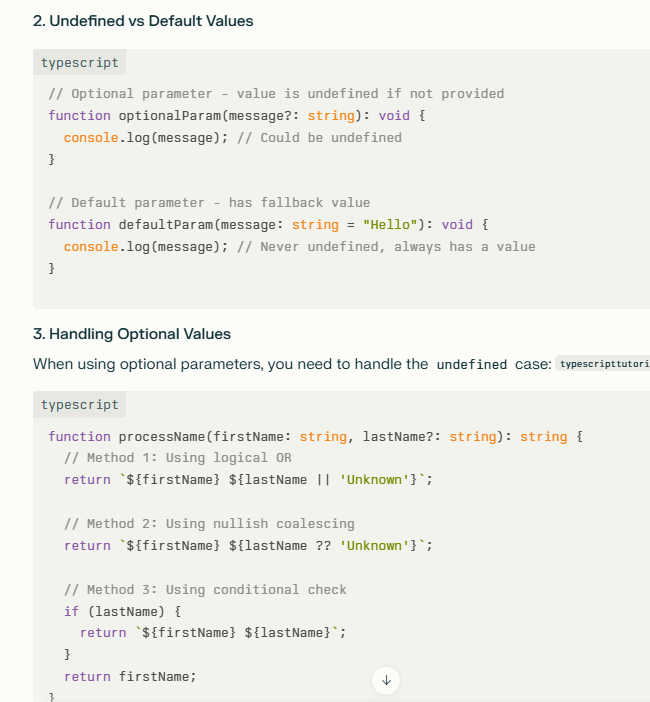 2. Undefined vs Default Values
typescript
// Optional parameter - value is undefined if not provided
function optionalParam(message?: string): void {
  console.log(message); // Could be undefined
}
// Default parameter - has fallback value
function defaultParam(message: string = "Hello"): void {
  console.log(message); // Never undefined, always has a value
}
3. Handling Optional Values
When using optional parameters, you need to handle the undefined case: typescripttutori
typescript
function processName(firstName: string, lastName?: string): string {
  // Method 1: Using logical OR
  return `${firstName} ${lastName || 'Unknown'}`;
  // Method 2: Using nullish coalescing
  return `${firstName} ${lastName ?? 'Unknown'}`;
  // Method 3: Using conditional check
  if (lastName) {
    return `${firstName} ${lastName}`;
  }
  return firstName;
}